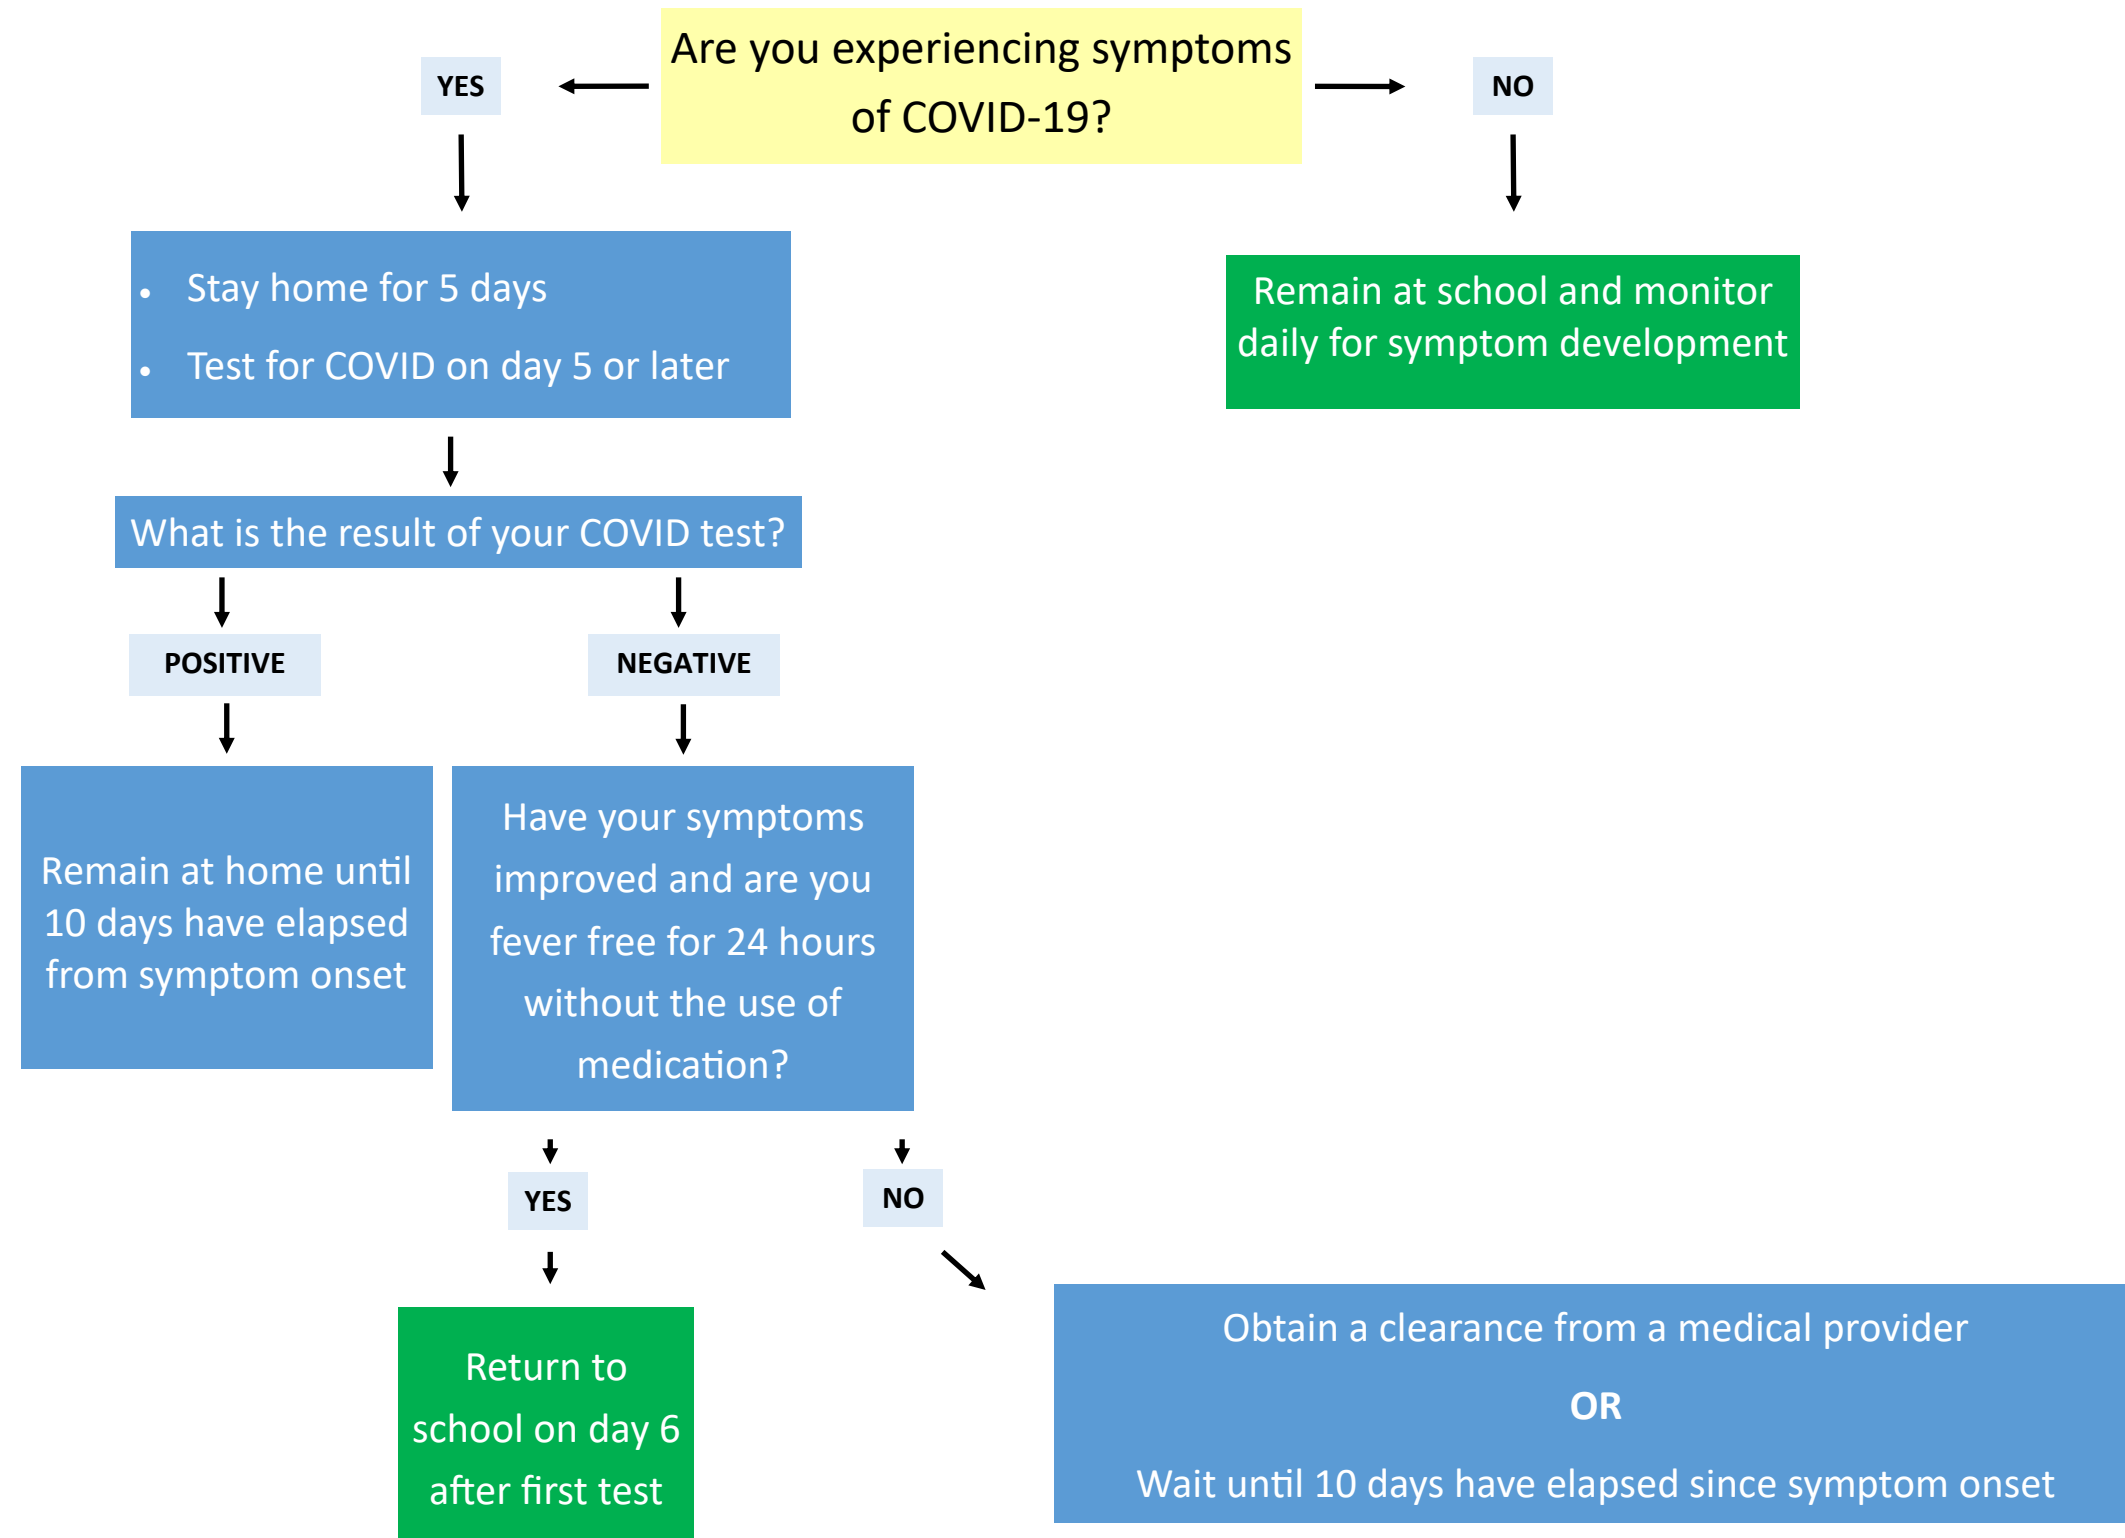 Are you experiencing symptoms
of COVID-19?
YES
NO
• Stay home for 5 days
• Test for COVID on day 5 or later
Remain at school and monitor
daily for symptom development
What is the result of your COVID test?
POSITIVE
NEGATIVE
Remain at home until
10 days have elapsed
from symptom onset
Have your symptoms
improved and are you
fever free for 24 hours
without the use of
medication?
YES
NO
Return to
school on day 6
after first test
Obtain a clearance from a medical provider
OR
Wait until 10 days have elapsed since symptom onset